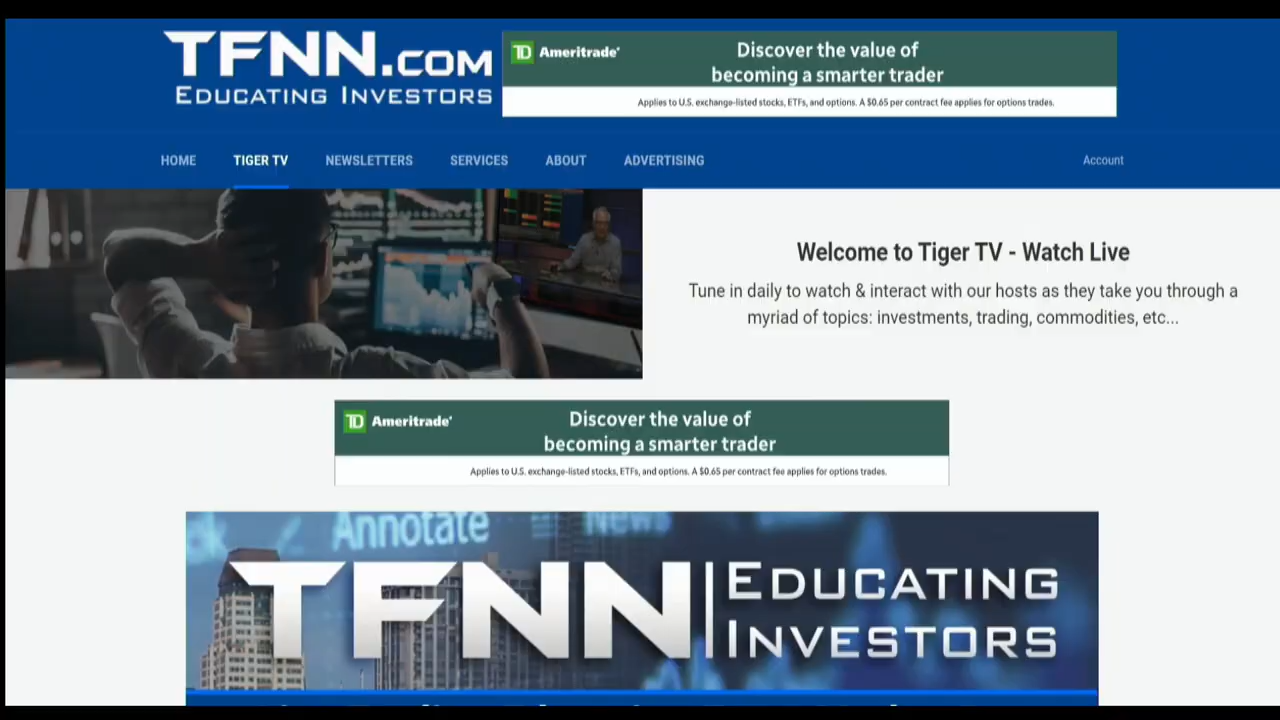 TFNN.COM
EDUCATING INVESTORS
TD Ameritrade®
Discover the value of
becoming a smarter trader
Applies to U.S. exchange-listed stocks, ETFs, and options. A $0.65 per contract fee applies for options trades.
HOME TIGER TV NEWSLETTERS SERVICES ABOUT ADVERTISING Account
Welcome to Tiger TV - Watch Live
Tune in daily to watch & interact with our hosts as they take you through a
myriad of topics: investments, trading, commodities, etc...
TD Ameritrade®
Discover the value of
becoming a smarter trader
Applies to U.S. exchange-listed stocks, ETFs, and options. A $0.65 per contract fee applies for options trades.
Annotate News
TFNN EDUCATING
INVESTORS